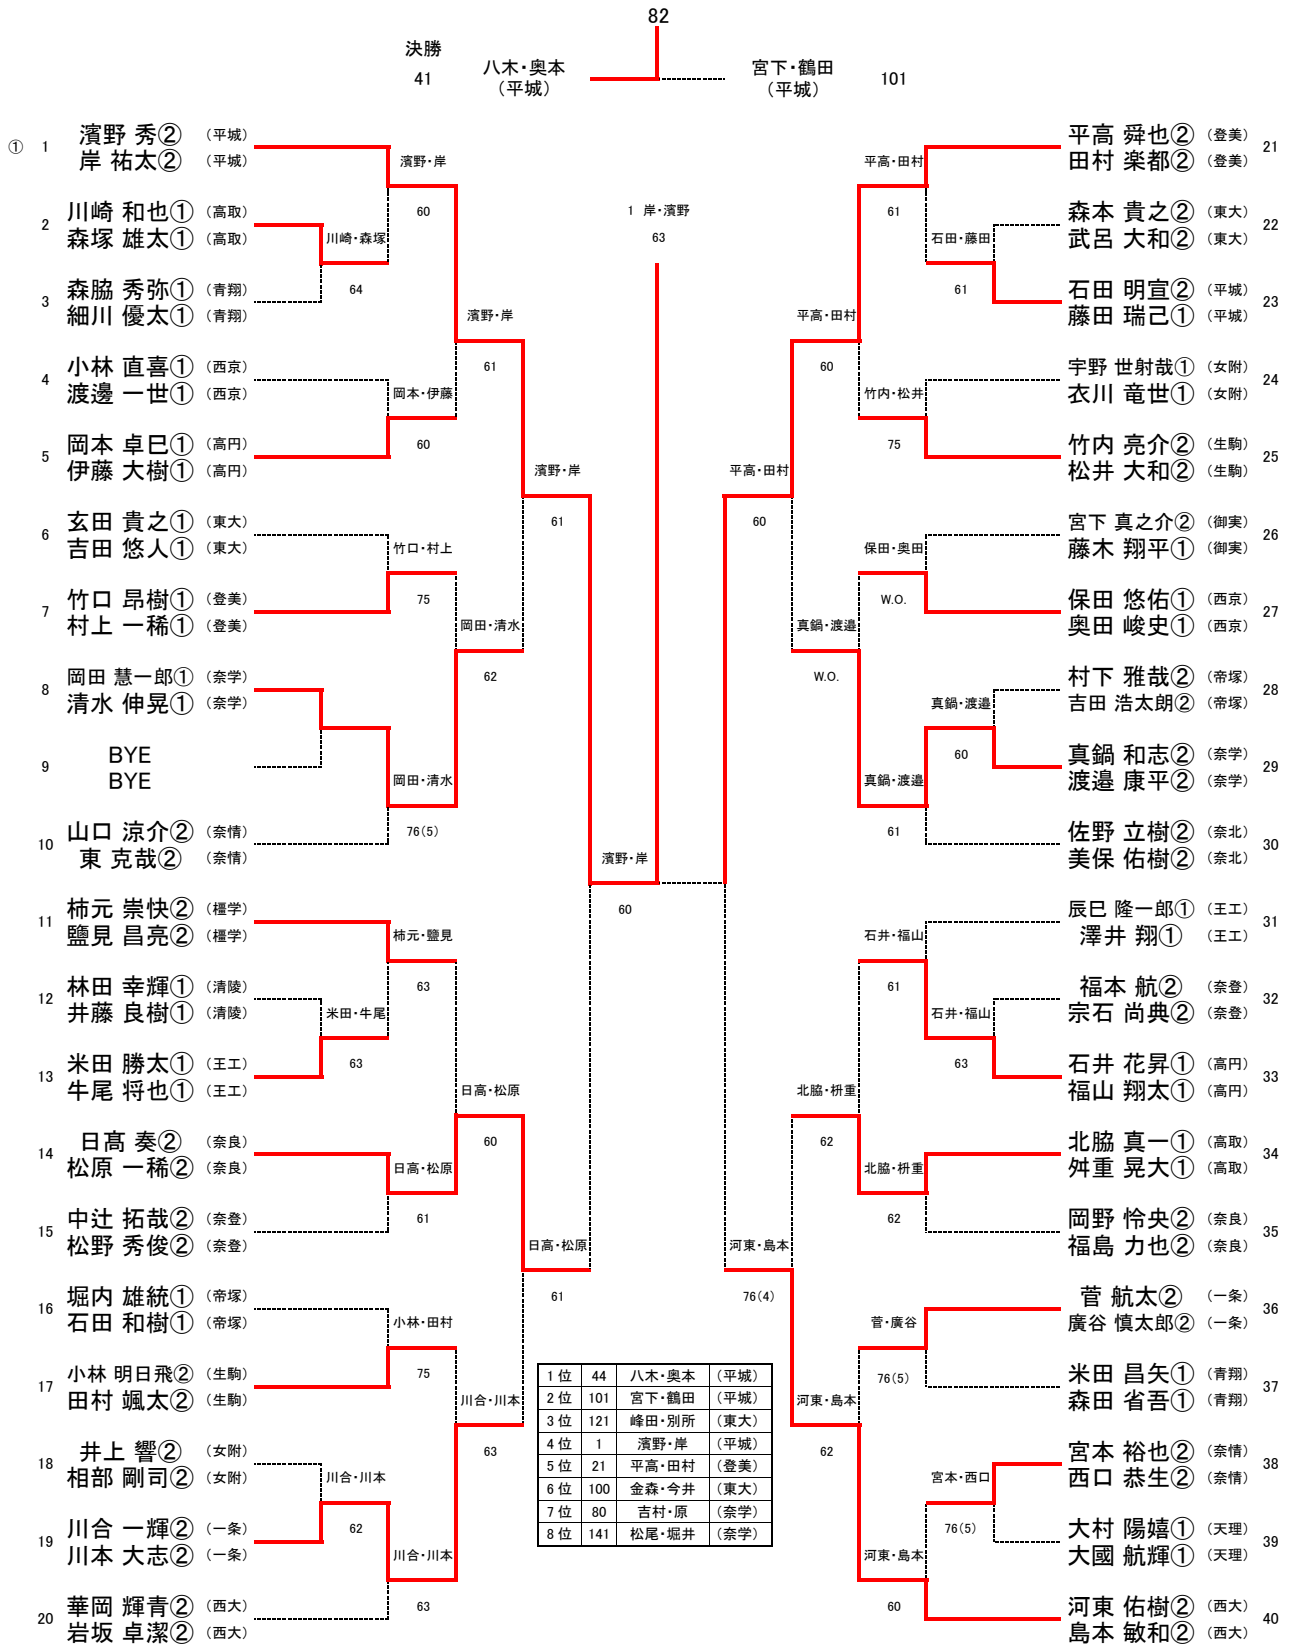 82
決勝
41 八木・奥本 (平城) 宮下・鶴田 (平城) 101
① 1 濱野 秀② (平城)
岸 祐太② (平城)
2 川崎 和也① (高取)
森塚 雄太① (高取)
3 森脇 秀弥① (青翔)
細川 優太① (青翔)
4 小林 直喜① (西京)
渡邊 一世① (西京)
5 岡本 卓巳① (高円)
伊藤 大樹① (高円)
6 玄田 貴之① (東大)
吉田 悠人① (東大)
7 竹口 昂樹① (登美)
村上 一稀① (登美)
8 岡田 慧一郎① (奈学)
清水 伸晃① (奈学)
9 BYE
BYE
10 山口 涼介② (奈情)
東 克哉② (奈情)
11 柿元 崇快② (橿学)
鹽見 昌亮② (橿学)
12 林田 幸輝① (清陵)
井藤 良樹① (清陵)
13 米田 勝太① (王工)
牛尾 将也① (王工)
14 日髙 奏② (奈良)
松原 一稀② (奈良)
15 中辻 拓哉② (奈登)
松野 秀俊② (奈登)
16 堀内 雄統① (帝塚)
石田 和樹① (帝塚)
17 小林 明日飛② (生駒)
田村 颯太② (生駒)
18 井上 響② (女附)
相部 剛司② (女附)
19 川合 一輝② (一条)
川本 大志② (一条)
20 華岡 輝青② (西大)
岩坂 卓潔② (西大)
濱野・岸
60
川崎・森塚
64
濱野・岸
61
岡本・伊藤
60
濱野・岸
61
竹口・村上
75
岡田・清水
62
岡田・清水
76(5)
濱野・岸
60
柿元・鹽見
63
米田・牛尾
63
日高・松原
60
日高・松原
61
日高・松原
61
小林・田村
75
川合・川本
63
川合・川本
62
川合・川本
63
1 岸・濱野
63
平高・田村
61
石田・藤田
61
平高・田村
60
竹内・松井
75
平高・田村
60
保田・奥田
W.O.
真鍋・渡邉
W.O.
真鍋・渡邉
60
真鍋・渡邉
61
石井・福山
61
石井・福山
63
北脇・枡重
62
北脇・枡重
62
河東・島本
76(4)
菅・廣谷
76(5)
河東・島本
62
宮本・西口
76(5)
河東・島本
60
平高 舜也② (登美) 21
田村 楽都② (登美)
森本 貴之② (東大) 22
武呂 大和② (東大)
石田 明宣② (平城) 23
藤田 瑞己① (平城)
宇野 世射哉① (女附) 24
衣川 竜世① (女附)
竹内 亮介② (生駒) 25
松井 大和② (生駒)
宮下 真之介② (御実) 26
藤木 翔平① (御実)
保田 悠佑① (西京) 27
奥田 峻史① (西京)
村下 雅哉② (帝塚) 28
吉田 浩太朗② (帝塚)
真鍋 和志② (奈学) 29
渡邉 康平② (奈学)
佐野 立樹② (奈北) 30
美保 佑樹② (奈北)
辰巳 隆一郎① (王工) 31
澤井 翔① (王工)
福本 航② (奈登) 32
宗石 尚典② (奈登)
石井 花昇① (高円) 33
福山 翔太① (高円)
北脇 真一① (高取) 34
舛重 晃大① (高取)
岡野 怜央② (奈良) 35
福島 力也② (奈良)
菅 航太② (一条) 36
廣谷 慎太郎② (一条)
米田 昌矢① (青翔) 37
森田 省吾① (青翔)
宮本 裕也② (奈情) 38
西口 恭生② (奈情)
大村 陽嬉① (天理) 39
大國 航輝① (天理)
河東 佑樹② (西大) 40
島本 敏和② (西大)
1位 44 八木・奥本 (平城)
2位 101 宮下・鶴田 (平城)
3位 121 峰田・別所 (東大)
4位 1 濱野・岸 (平城)
5位 21 平高・田村 (登美)
6位 100 金森・今井 (東大)
7位 80 吉村・原 (奈学)
8位 141 松尾・堀井 (奈学)